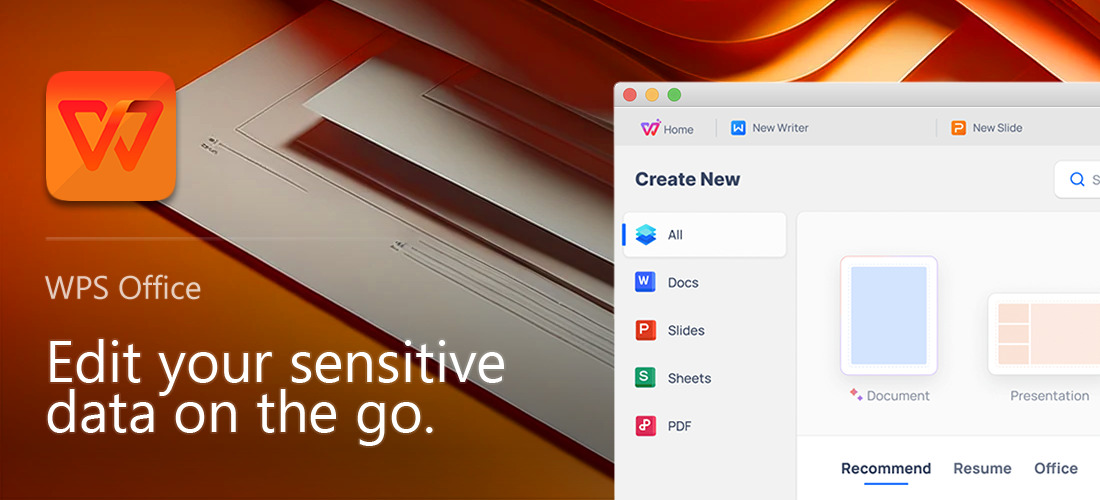 WPS Office
Edit your sensitive
data on the go.
Home
New Writer
New Slide
Create New
S
All
W
Docs
P
Slides
S
Sheets
PDF
Document
Presentation
Recommend
Resume
Office